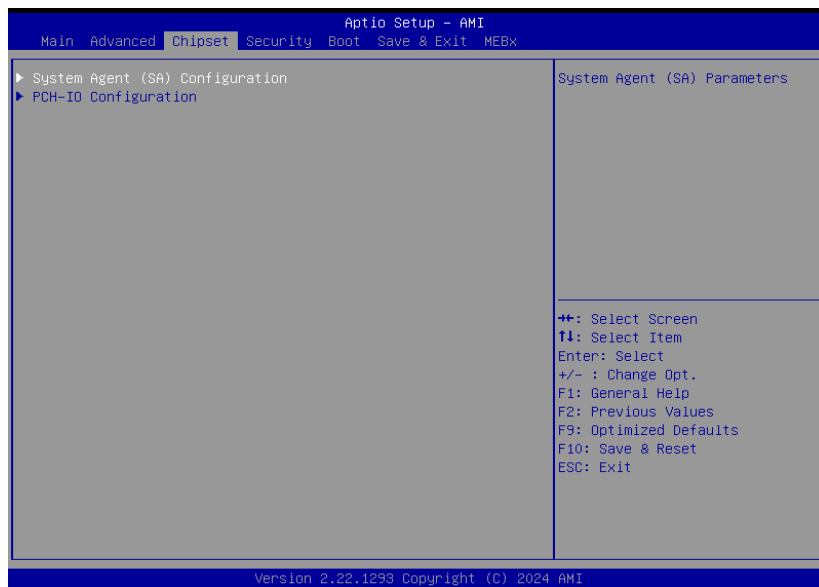 Aptio Setup – AMI
Main Advanced Chipset Security Boot Save & Exit MEBx
▶ System Agent (SA) Configuration
▶ PCH-IO Configuration
System Agent (SA) Parameters
→←: Select Screen
↑↓: Select Item
Enter: Select
+/- : Change Opt.
F1: General Help
F2: Previous Values
F9: Optimized Defaults
F10: Save & Reset
ESC: Exit
Version 2.22.1293 Copyright (C) 2024 AMI